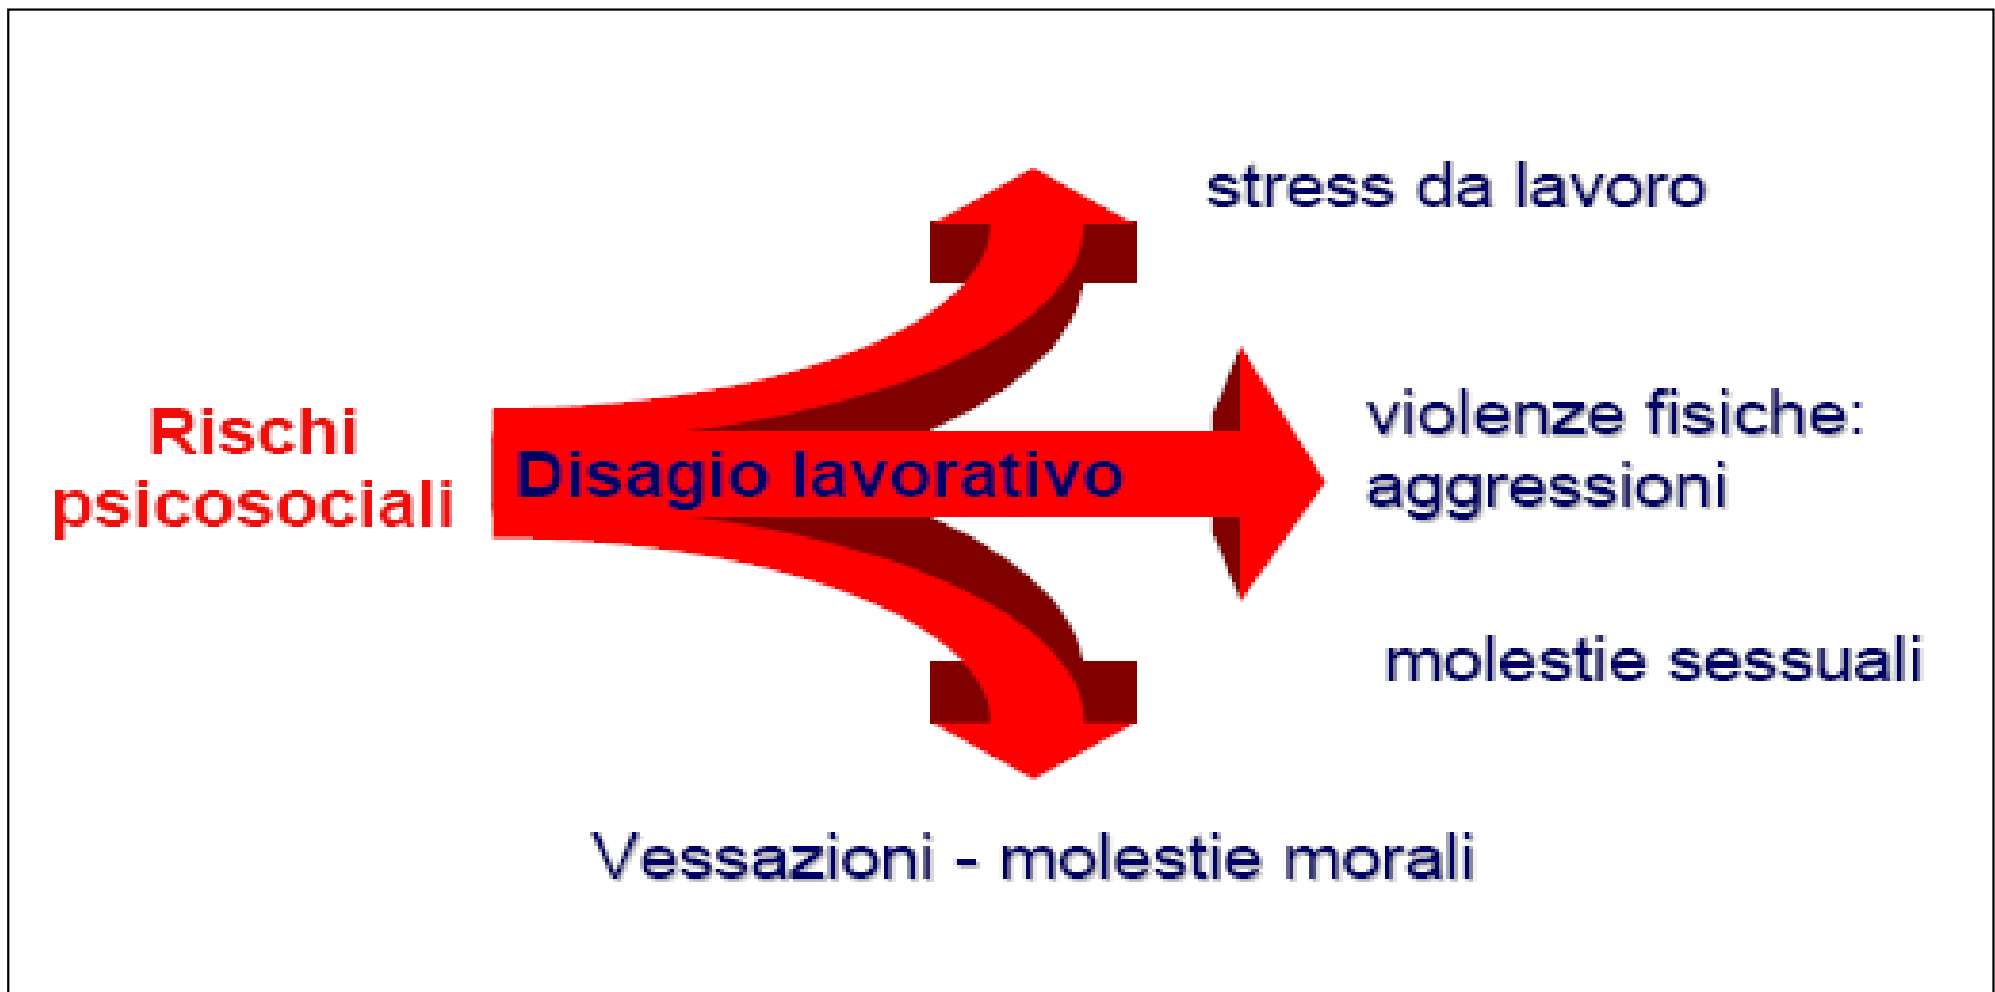 stress da lavoro
Rischi
psicosociali
Disagio lavorativo
violenze fisiche:
aggressioni
molestie sessuali
Vessazioni - molestie morali